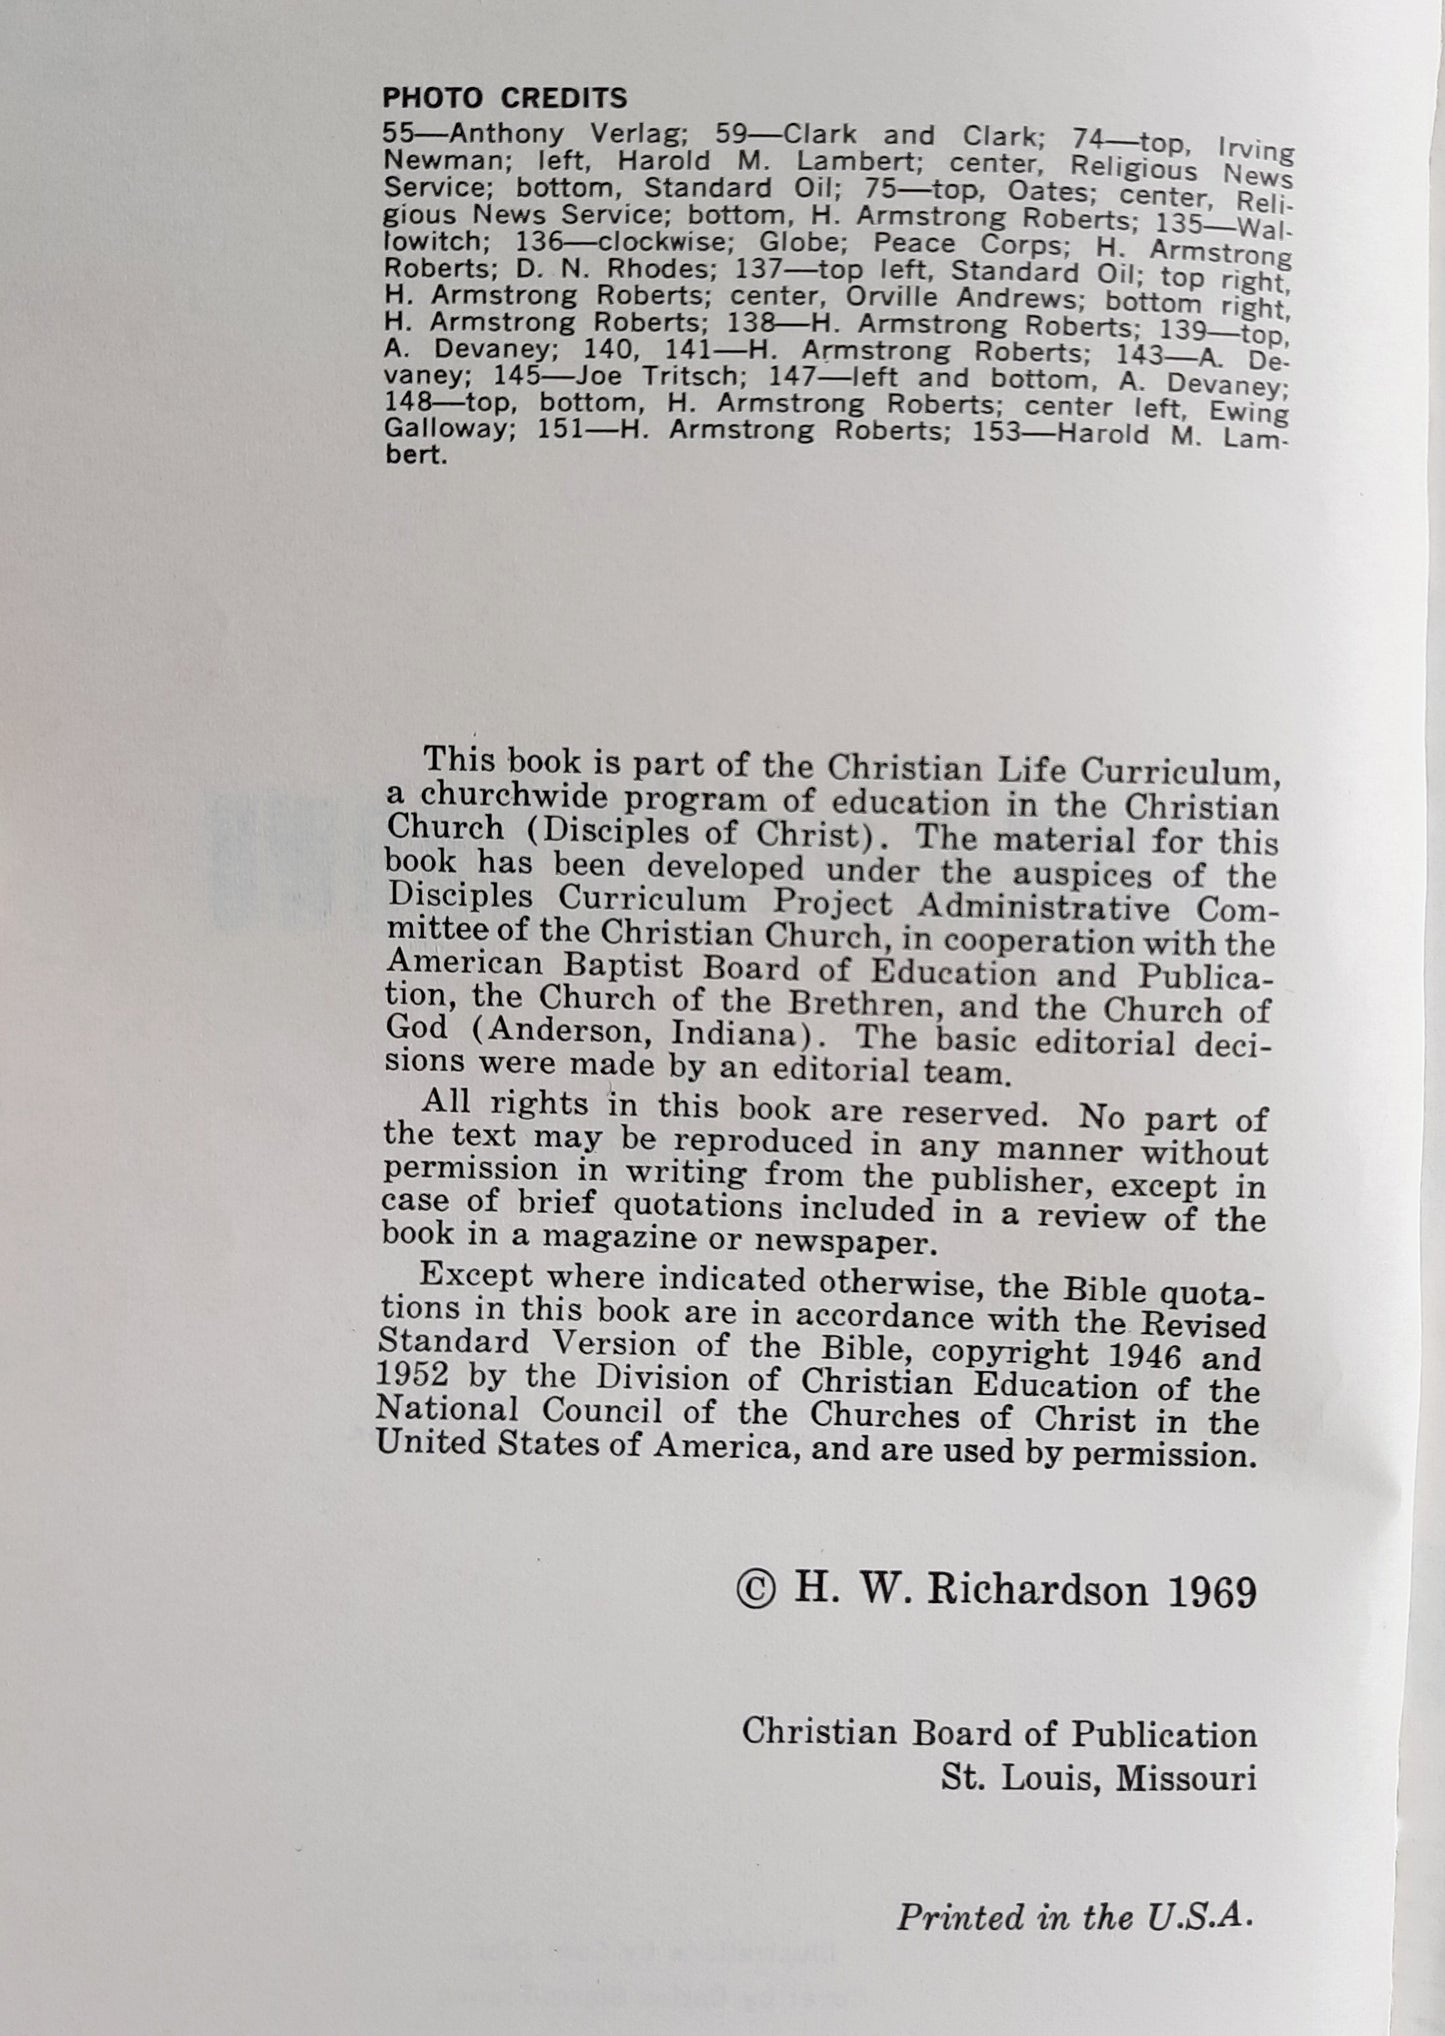 PHOTO CREDITS
55—Anthony Verlag; 59—Clark and Clark; 74—top, Irving
Newman; left, Harold M. Lambert; center, Religious News
Service; bottom, Standard Oil; 75—top, Oates; center, Reli-
gious News Service; bottom, H. Armstrong Roberts; 135—Wal-
lowitch; 136—clockwise; Globe; Peace Corps; H. Armstrong
Roberts; D. N. Rhodes; 137—top left, Standard Oil; top right,
H. Armstrong Roberts; center, Orville Andrews; bottom right,
H. Armstrong Roberts; 138—H. Armstrong Roberts; 139—top,
A. Devaney; 140, 141—H. Armstrong Roberts; 143—A. De-
vaney; 145—Joe Tritsch; 147—left and bottom, A. Devaney;
148—top, bottom, H. Armstrong Roberts; center left, Ewing
Galloway; 151—H. Armstrong Roberts; 153—Harold M. Lam-
bert.
This book is part of the Christian Life Curriculum,
a churchwide program of education in the Christian
Church (Disciples of Christ). The material for this
book has been developed under the auspices of the
Disciples Curriculum Project Administrative Com-
mittee of the Christian Church, in cooperation with the
American Baptist Board of Education and Publica-
tion, the Church of the Brethren, and the Church of
God (Anderson, Indiana). The basic editorial deci-
sions were made by an editorial team.
All rights in this book are reserved. No part of
the text may be reproduced in any manner without
permission in writing from the publisher, except in
case of brief quotations included in a review of the
book in a magazine or newspaper.
Except where indicated otherwise, the Bible quota-
tions in this book are in accordance with the Revised
Standard Version of the Bible, copyright 1946 and
1952 by the Division of Christian Education of the
National Council of the Churches of Christ in the
United States of America, and are used by permission.
© H. W. Richardson 1969
Christian Board of Publication
St. Louis, Missouri
Printed in the U.S.A.